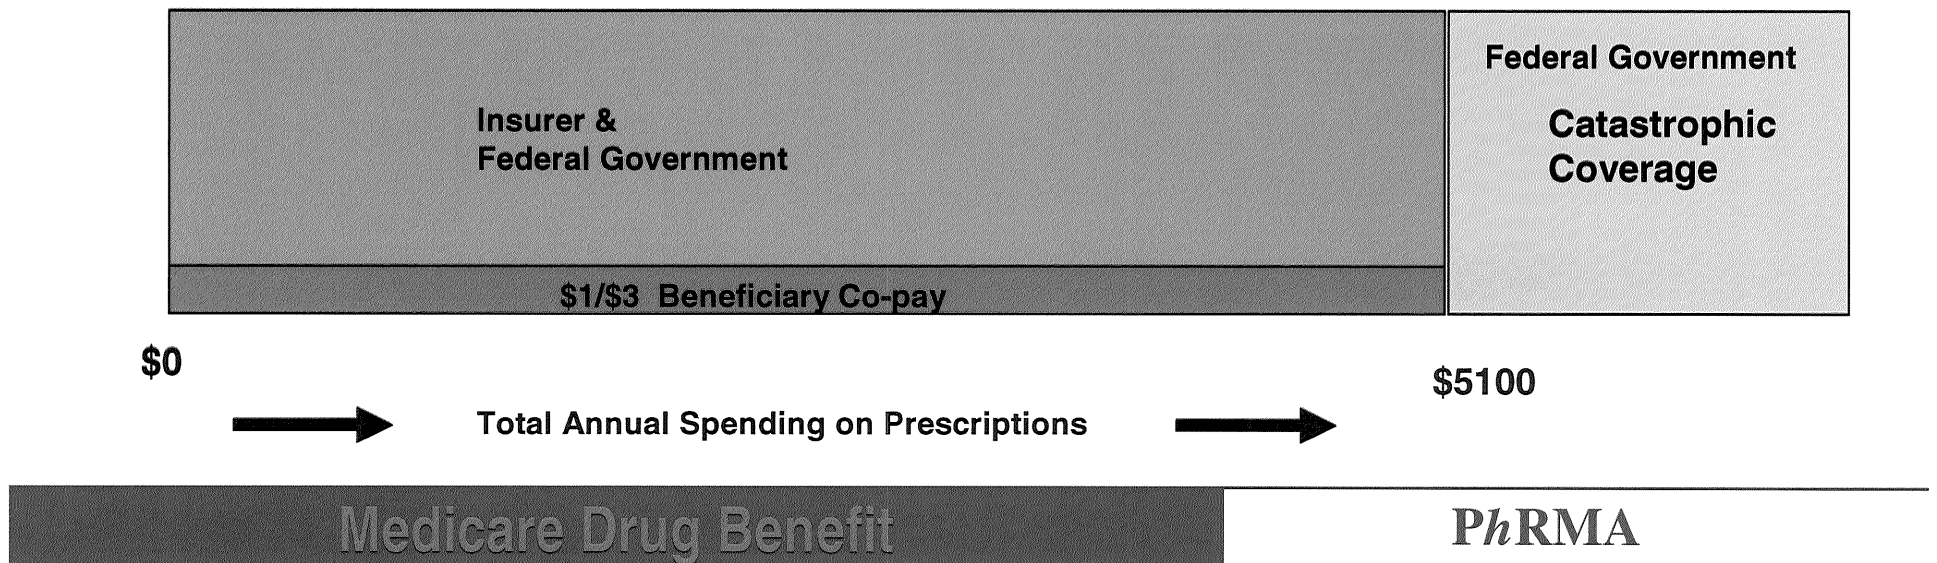 Insurer &
Federal Government
Federal Government
Catastrophic
Coverage
$1/$3 Beneficiary Co-pay
$0
$5100
Total Annual Spending on Prescriptions
Medicare Drug Benefit
PhRMA